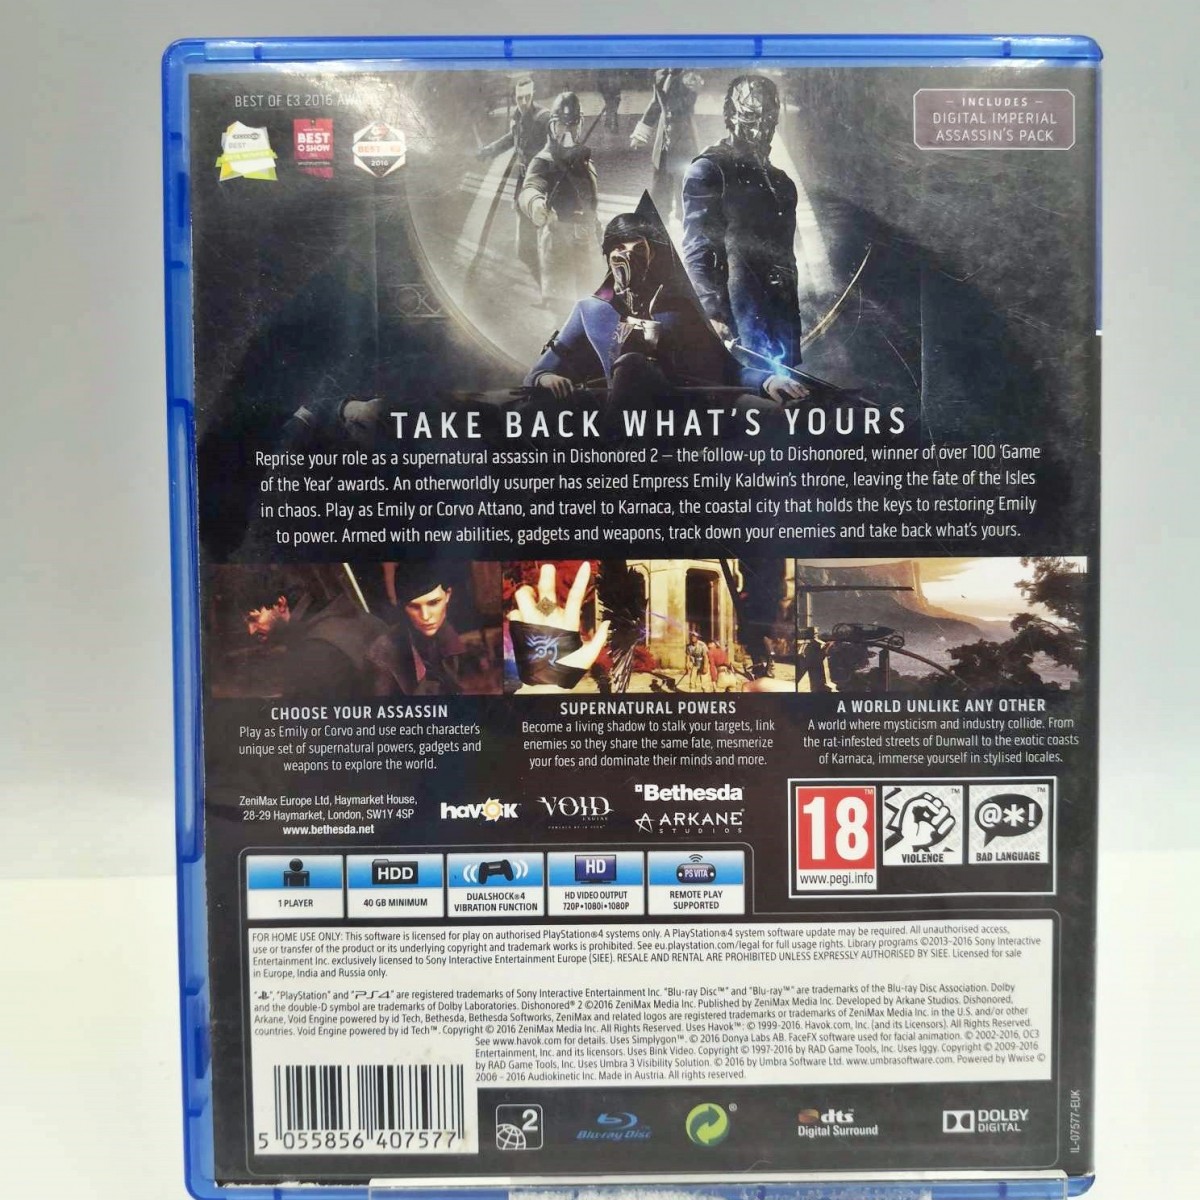 BEST OF E3 2016 AWARDS
BEST
O SHOW
BEST E3
2016
– INCLUDES –
DIGITAL IMPERIAL
ASSASSIN'S PACK
TAKE BACK WHAT'S YOURS
Reprise your role as a supernatural assassin in Dishonored 2 – the follow-up to Dishonored, winner of over 100 'Game
of the Year' awards. An otherworldly usurper has seized Empress Emily Kaldwin's throne, leaving the fate of the Isles
in chaos. Play as Emily or Corvo Attano, and travel to Karnaca, the coastal city that holds the keys to restoring Emily
to power. Armed with new abilities, gadgets and weapons, track down your enemies and take back what's yours.
CHOOSE YOUR ASSASSIN
Play as Emily or Corvo and use each character's
unique set of supernatural powers, gadgets and
weapons to explore the world.
SUPERNATURAL POWERS
Become a living shadow to stalk your targets, link
enemies so they share the same fate, mesmerize
your foes and dominate their minds and more.
A WORLD UNLIKE ANY OTHER
A world where mysticism and industry collide. From
the rat-infested streets of Dunwall to the exotic coasts
of Karnaca, immerse yourself in stylised locales.
ZeniMax Europe Ltd, Haymarket House,
28-29 Haymarket, London, SW1Y 4SP
www.bethesda.net
havok
VOID
ENGINE
POWERED BY ID TECH™
Bethesda
ARKANE
STUDIOS
18™
www.pegi.info
™
VIOLENCE
@*!™
BAD LANGUAGE
1 PLAYER
HDD
40 GB MINIMUM
DUALSHOCK®4
VIBRATION FUNCTION
HD
HD VIDEO OUTPUT
720P•1080i•1080P
PS VITA
REMOTE PLAY
SUPPORTED
FOR HOME USE ONLY: This software is licensed for play on authorised PlayStation®4 systems only. A PlayStation®4 system software update may be required. All unauthorised access,
use or transfer of the product or its underlying copyright and trademark works is prohibited. See eu.playstation.com/legal for full usage rights. Library programs ©2013-2016 Sony Interactive
Entertainment Inc. exclusively licensed to Sony Interactive Entertainment Europe (SIEE). RESALE AND RENTAL ARE PROHIBITED UNLESS EXPRESSLY AUTHORISED BY SIEE. Licensed for sale
in Europe, India and Russia only.
"", "PlayStation" and "PS4" are registered trademarks of Sony Interactive Entertainment Inc. "Blu-ray Disc™" and "Blu-ray™" are trademarks of the Blu-ray Disc Association. Dolby
and the double-D symbol are trademarks of Dolby Laboratories. Dishonored® 2 ©2016 ZeniMax Media Inc. Published by ZeniMax Media Inc. Developed by Arkane Studios. Dishonored,
Arkane, Void Engine powered by id Tech, Bethesda, Bethesda Softworks, ZeniMax and related logos are registered trademarks or trademarks of ZeniMax Media Inc. in the U.S. and/or other
countries. Void Engine powered by id Tech™. Copyright © 2016 ZeniMax Media Inc. All Rights Reserved. Uses Havok™: © 1999-2016. Havok.com, Inc. (and its Licensors). All Rights Reserved.
See www.havok.com for details. Uses Simplygon™. © 2016 Donya Labs AB. FaceFX software used for facial animation. © 2002-2016, OC3
Entertainment, Inc. and its licensors. Uses Bink Video. Copyright © 1997-2016 by RAD Game Tools, Inc. Uses Iggy. Copyright © 2009-2016
by RAD Game Tools, Inc. Uses Umbra 3 Visibility Solution. © 2016 by Umbra Software Ltd. www.umbrasoftware.com. Powered by Wwise ©
2006 - 2016 Audiokinetic Inc. Made in Austria. All rights reserved.
5 055856 407577
2
Blu-ray Disc
®
dts
Digital Surround
DOLBY
DIGITAL
IL-07577-EUK